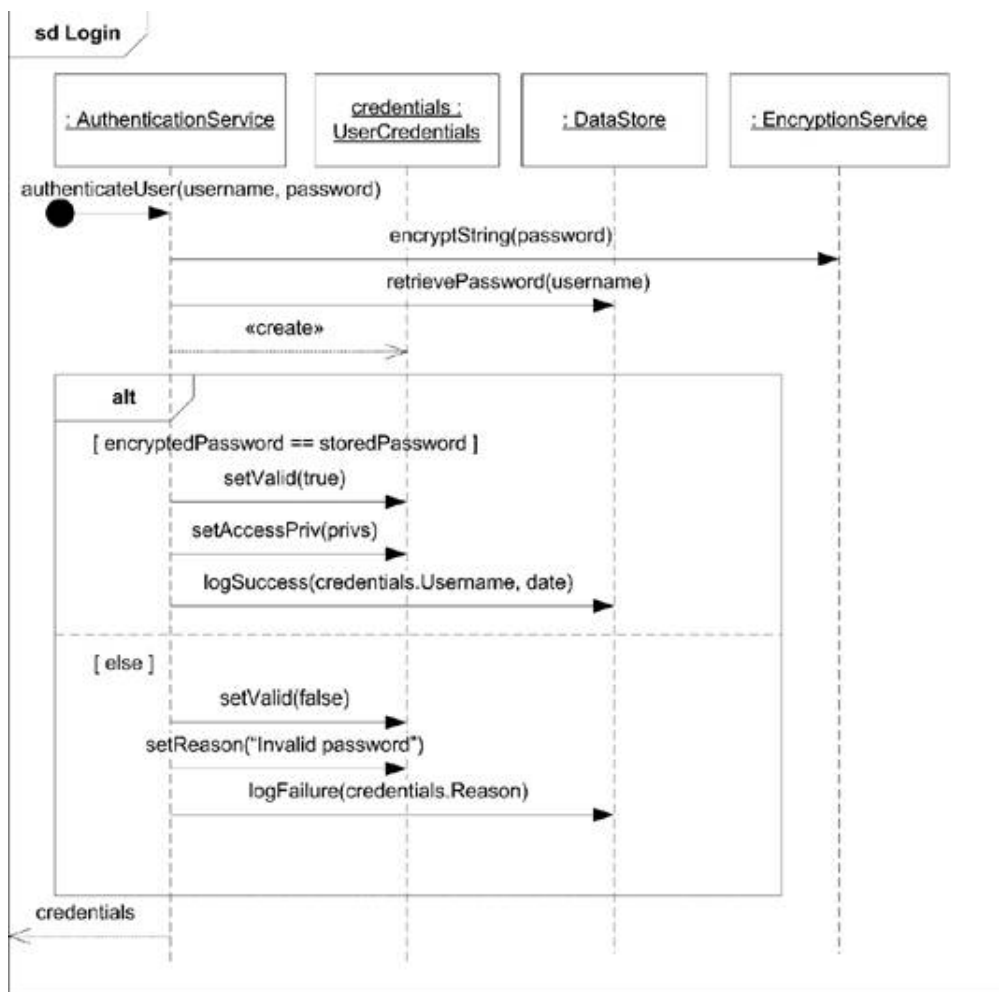 sd Login
: AuthenticationService
credentials :
UserCredentials
: DataStore
: EncryptionService
authenticateUser(username, password)
encryptString(password)
retrievePassword(username)
«create»
alt
[ encryptedPassword == storedPassword ]
setValid(true)
setAccessPriv(privs)
logSuccess(credentials.Username, date)
[ else ]
setValid(false)
setReason("Invalid password")
logFailure(credentials.Reason)
credentials